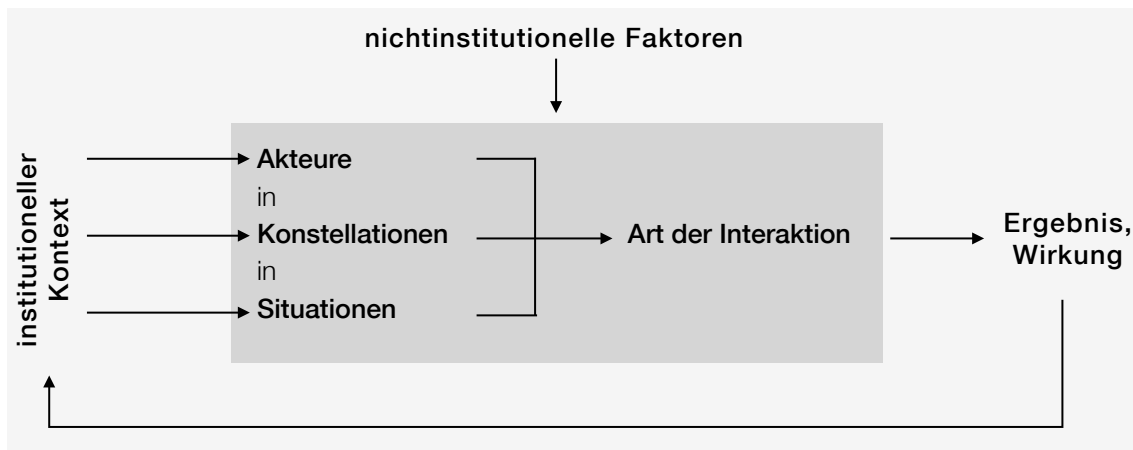 nichtinstitutionelle Faktoren
institutioneller
Kontext
Akteure
in
Konstellationen
in
Situationen
Art der Interaktion
Ergebnis,
Wirkung